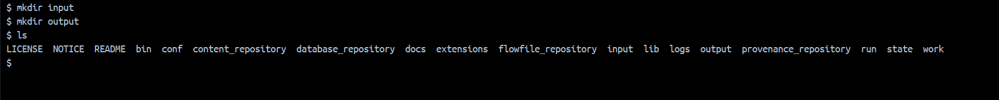 $ mkdir input
$ mkdir output
$ ls
LICENSE  NOTICE  README  bin  conf  content_repository  database_repository  docs  extensions  flowfile_repository  input  lib  logs  output  provenance_repository  run  state  work
$